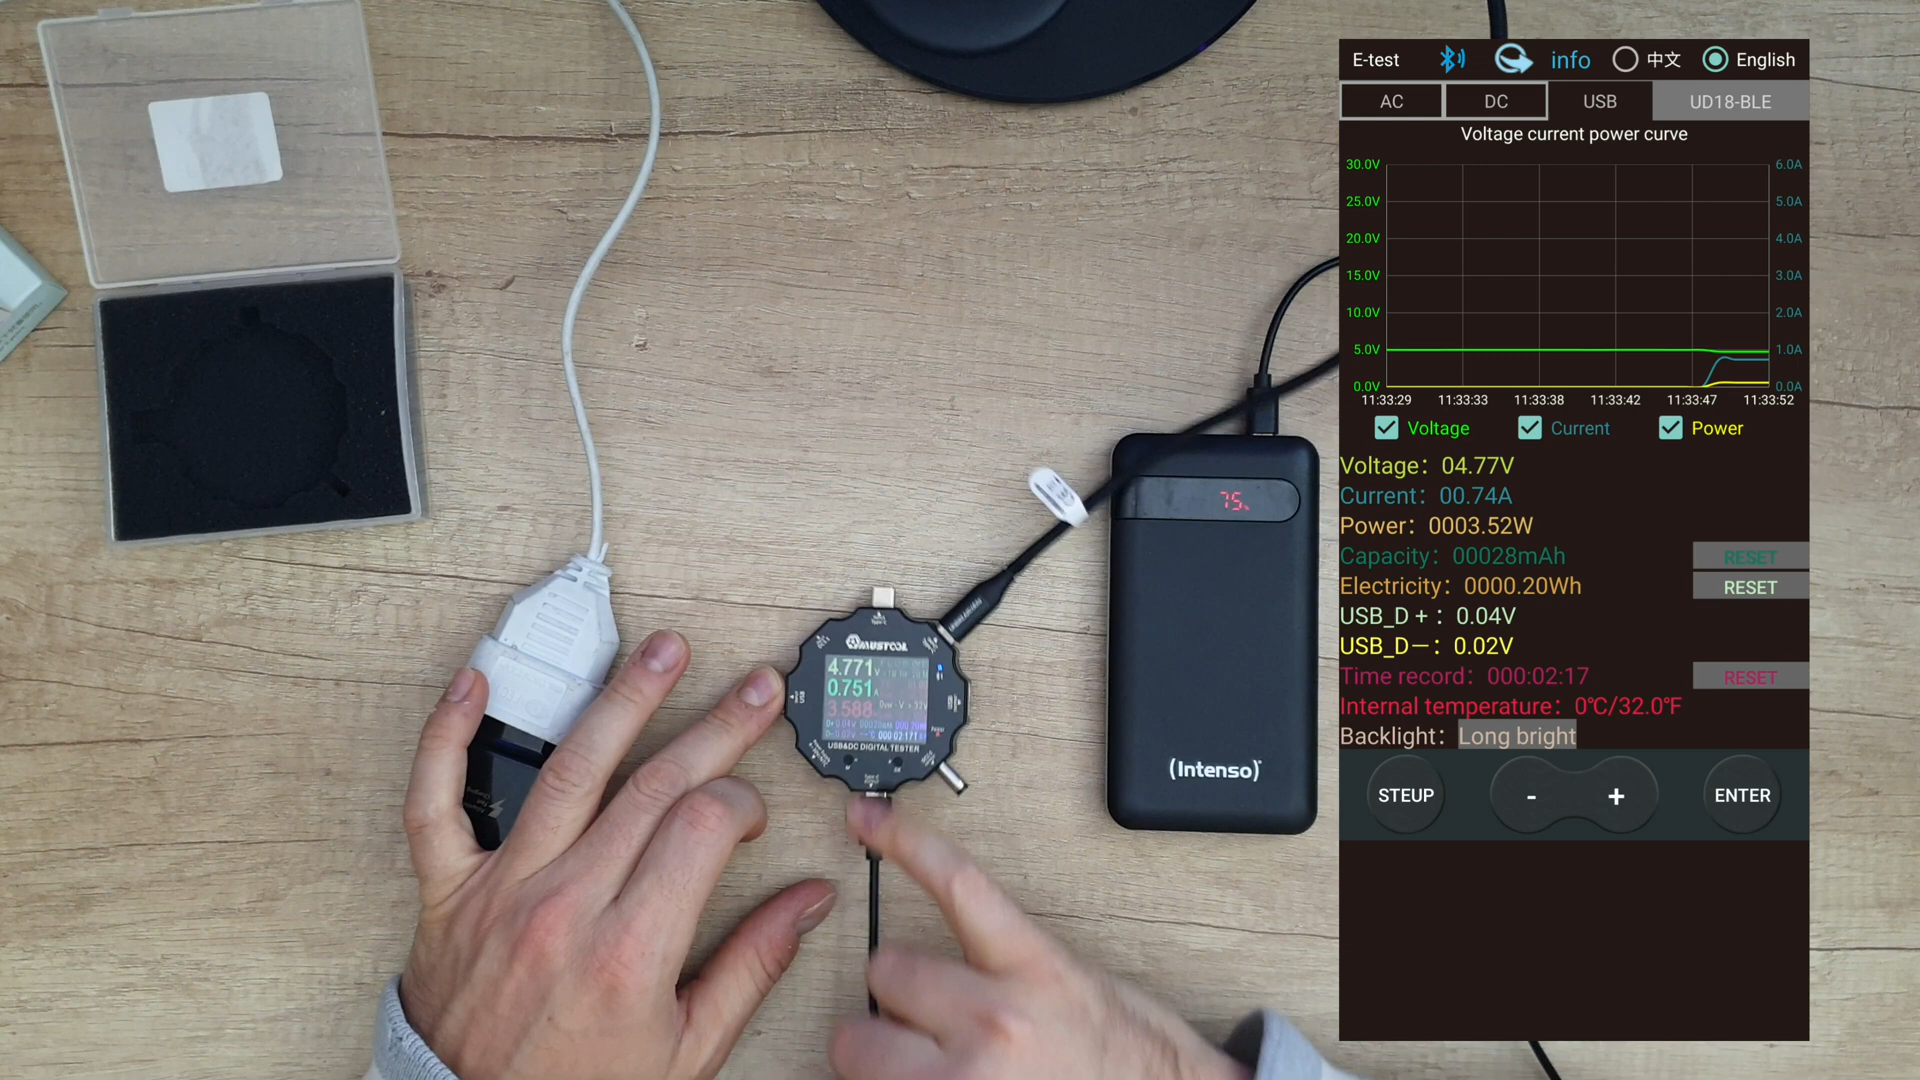 E-test info 中文 English
AC DC USB UD18-BLE
Voltage current power curve
30.0V 6.0A
25.0V 5.0A
20.0V 4.0A
15.0V 3.0A
10.0V 2.0A
5.0V 1.0A
0.0V 0.0A
11:33:29 11:33:33 11:33:38 11:33:42 11:33:47 11:33:52
Voltage Current Power
Voltage: 04.77V
Current: 00.74A
Power: 0003.52W
Capacity: 00028mAh RESET
Electricity: 0000.20Wh RESET
USB_D+: 0.04V
USB_D−: 0.02V
Time record: 000:02:17 RESET
Internal temperature: 0℃/32.0℉
Backlight: Long bright
STEUP - + ENTER
75%
(Intenso)®
MUSTOOL
4.771V
0.751A
3.588
USB&DC DIGITAL TESTER